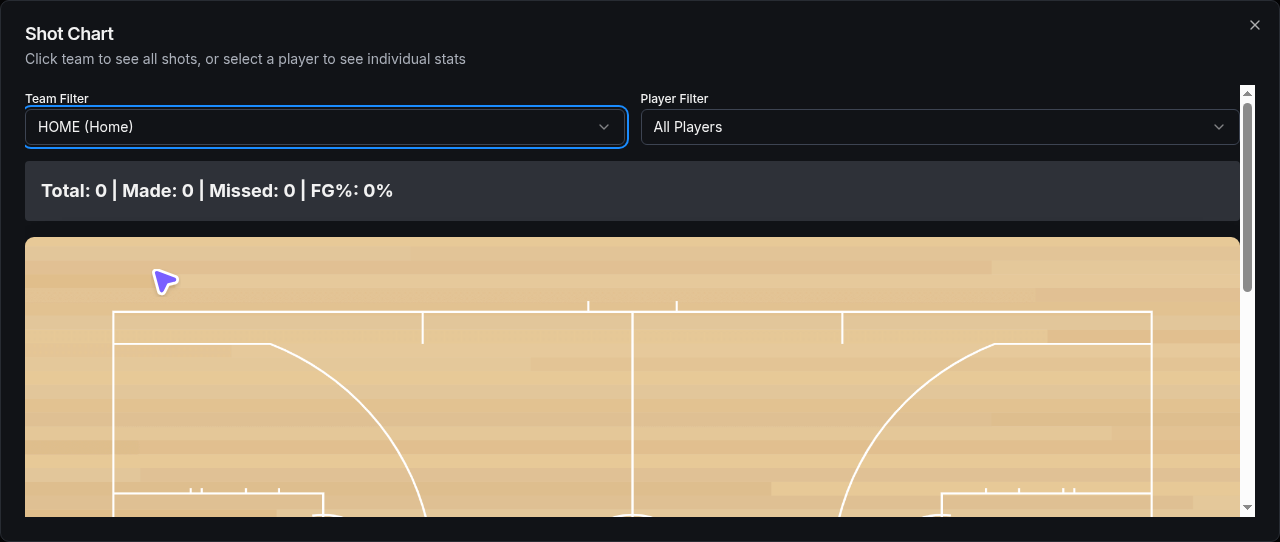 Shot Chart
Click team to see all shots, or select a player to see individual stats
Team Filter
Player Filter
HOME (Home)
All Players
Total: 0 | Made: 0 | Missed: 0 | FG%: 0%